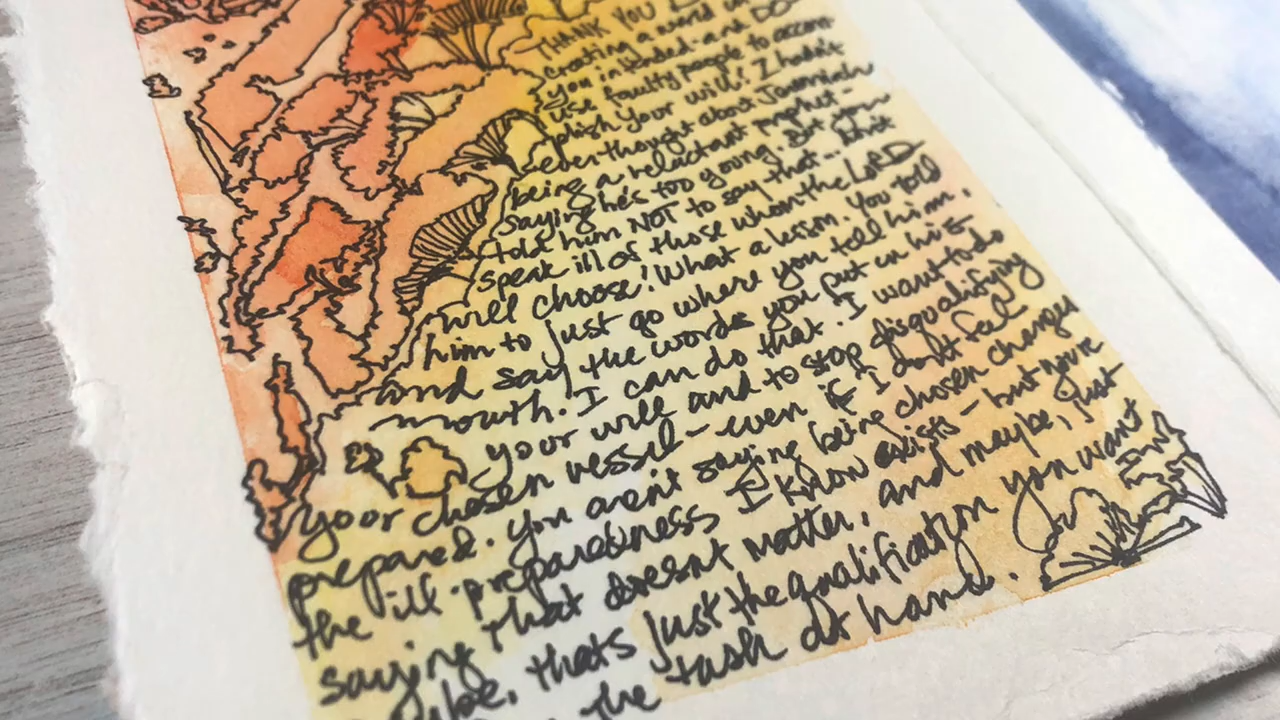 THANK YOU
creating a world
you intended and DO
use faulty people to accom
plish your will! I hadn't
ever thought about Jeremiah
being a reluctant prophet-
saying he's too young. But you
told him NOT to say that... don't
speak ill of those whom the LORD
will choose! What a lesson. You told
him to just go where you tell him,
and say the words you put in his
mouth. I can do that. I want to do
your will and to stop disqualifying
your chosen vessel - even if I don't feel
prepared. You aren't saying being chosen changes
the ill-preparedness I know exists - but you're
saying that doesn't matter, and maybe, just
maybe, thats just the qualification you want
the task at hand.